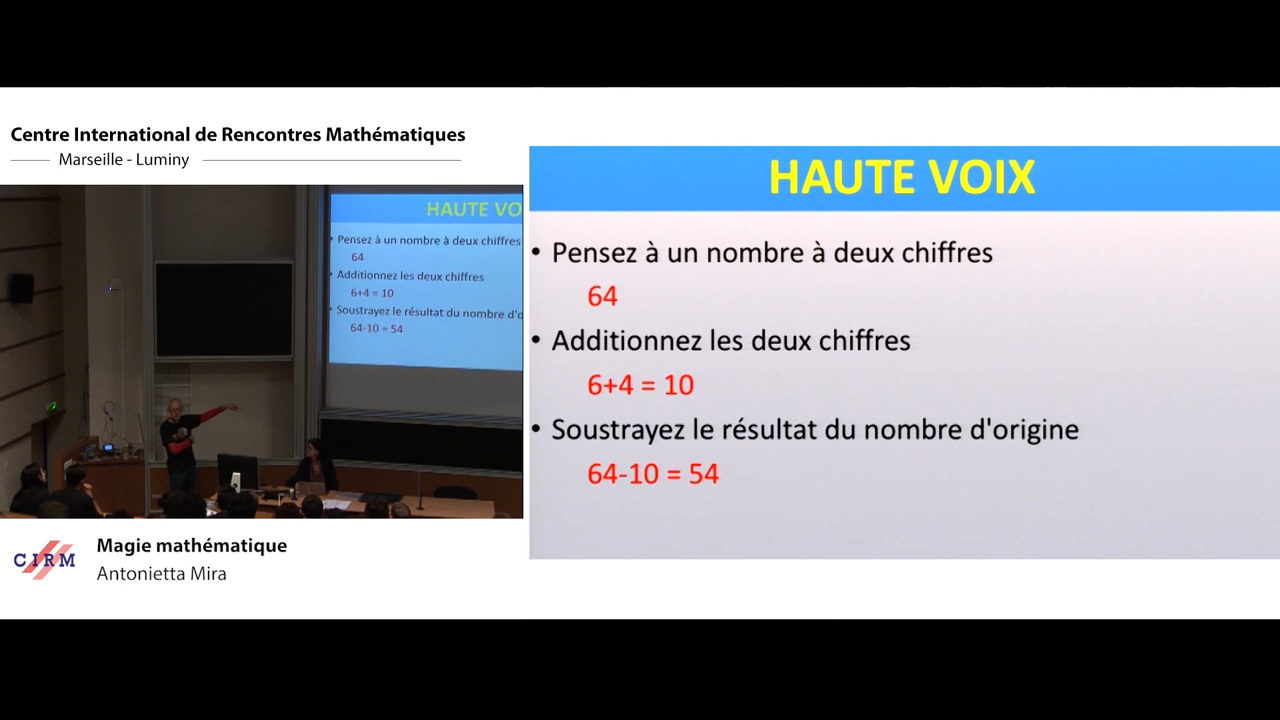 Centre International de Rencontres Mathématiques
Marseille - Luminy
HAUTE VO
• Pensez à un nombre à deux chiffres
64
• Additionnez les deux chiffres
6+4 = 10
• Soustrayez le résultat du nombre d'o
64-10 = 54
CIRM
Magie mathématique
Antonietta Mira
HAUTE VOIX
• Pensez à un nombre à deux chiffres
64
• Additionnez les deux chiffres
6+4 = 10
• Soustrayez le résultat du nombre d'origine
64-10 = 54